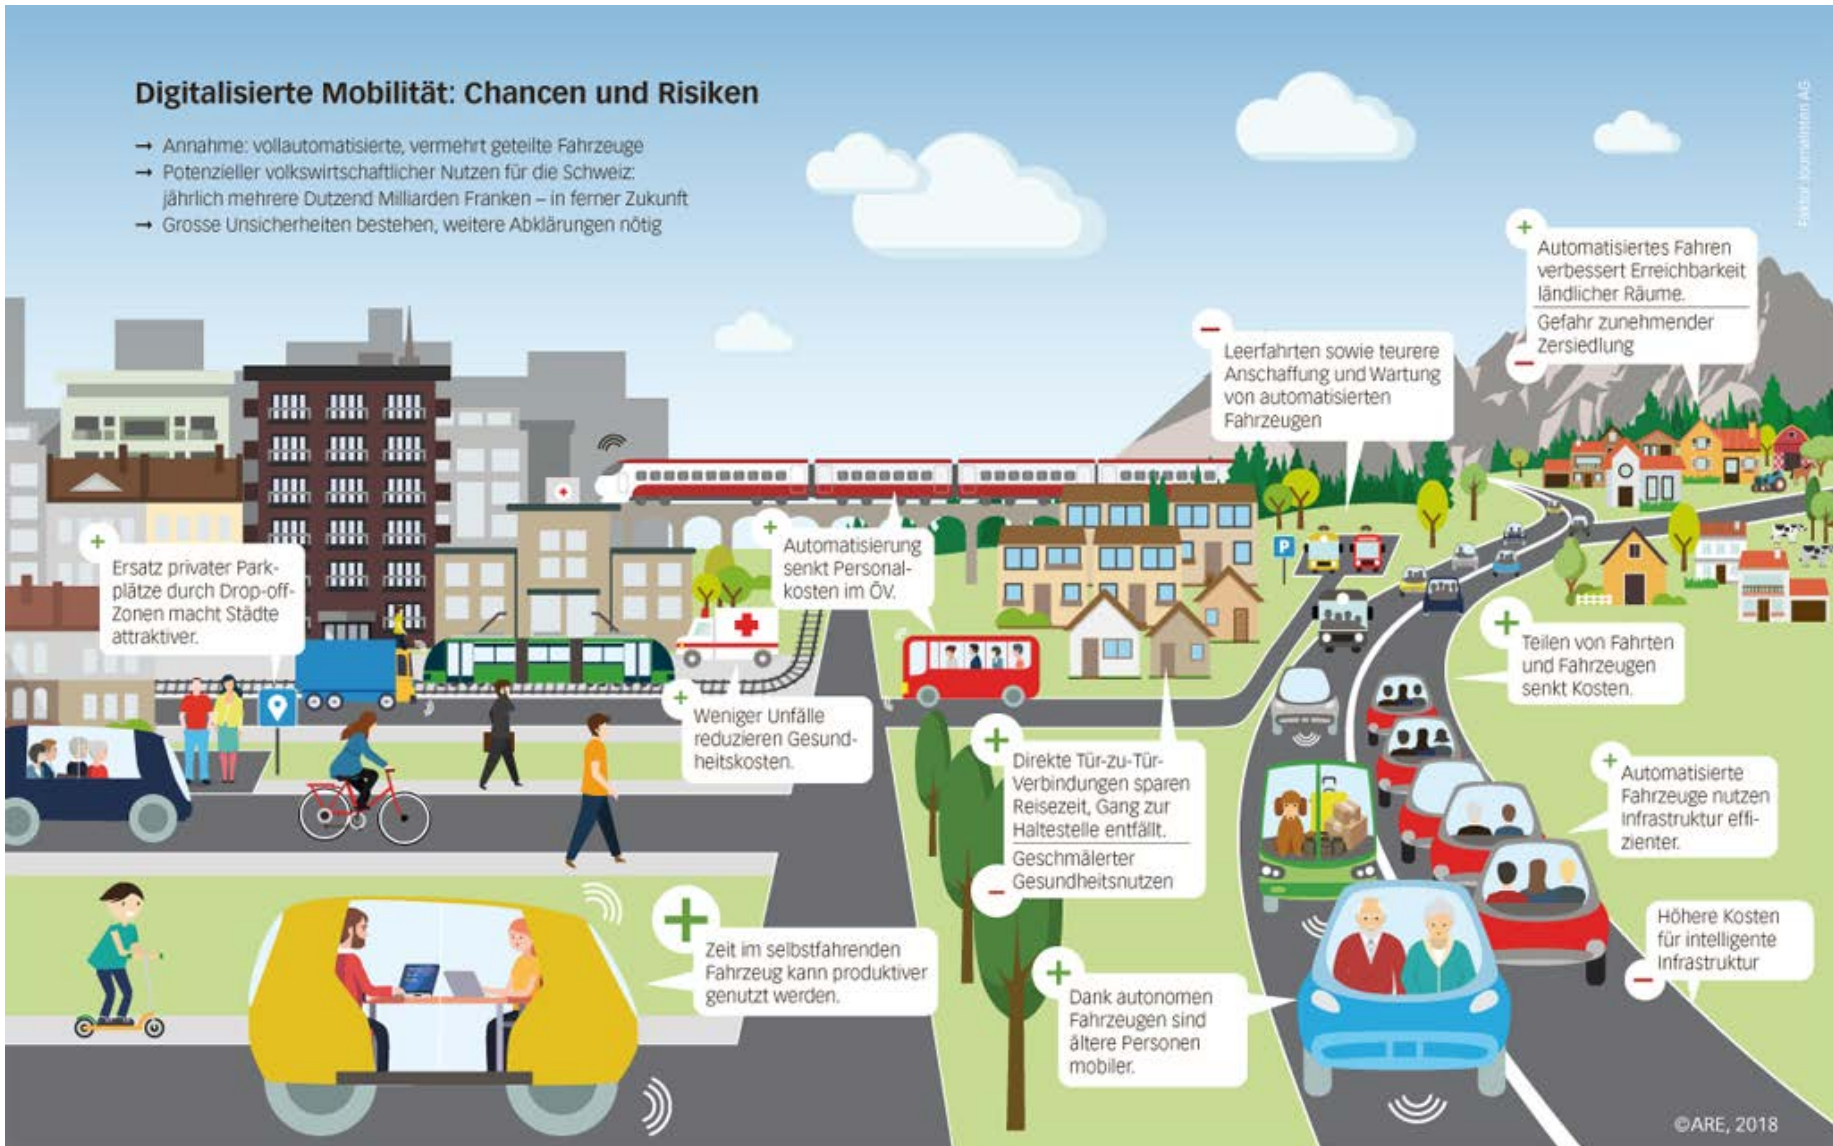 Digitalisierte Mobilität: Chancen und Risiken
→ Annahme: vollautomatisierte, vermehrt geteilte Fahrzeuge
→ Potenzieller volkswirtschaftlicher Nutzen für die Schweiz:
jährlich mehrere Dutzend Milliarden Franken – in ferner Zukunft
→ Grosse Unsicherheiten bestehen, weitere Abklärungen nötig
Faktor Journalisten AG
+
Automatisiertes Fahren
verbessert Erreichbarkeit
ländlicher Räume.
Gefahr zunehmender
Zersiedlung
–
–
Leerfahrten sowie teurere
Anschaffung und Wartung
von automatisierten
Fahrzeugen
+
Ersatz privater Park-
plätze durch Drop-off-
Zonen macht Städte
attraktiver.
+
Automatisierung
senkt Personal-
kosten im ÖV.
P
+
Teilen von Fahrten
und Fahrzeugen
senkt Kosten.
+
Weniger Unfälle
reduzieren Gesund-
heitskosten.
+
Direkte Tür-zu-Tür-
Verbindungen sparen
Reisezeit, Gang zur
Haltestelle entfällt.
Geschmälerter
Gesundheitsnutzen
–
+
Automatisierte
Fahrzeuge nutzen
Infrastruktur effi-
zienter.
+
Zeit im selbstfahrenden
Fahrzeug kann produktiver
genutzt werden.
+
Dank autonomen
Fahrzeugen sind
ältere Personen
mobiler.
Höhere Kosten
für intelligente
Infrastruktur
–
©ARE, 2018